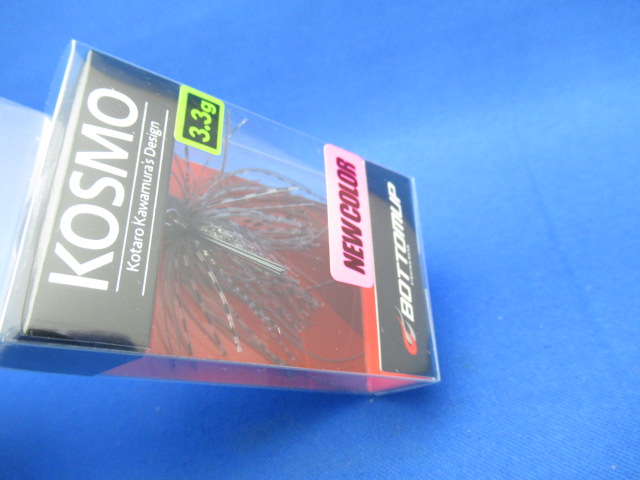 KOSMO
Kotaro Kawamura's Design
3.3g
NEW COLOR
BOTTOMUP